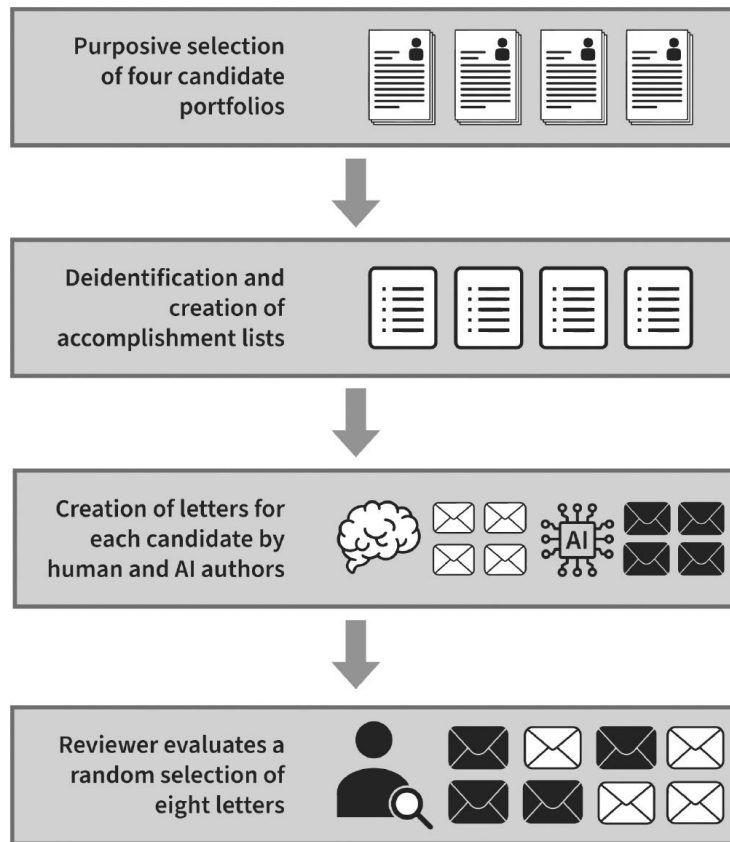 Purposive selection
of four candidate
portfolios
Deidentification and
creation of
accomplishment lists
Creation of letters for
each candidate by
human and AI authors
AI
Reviewer evaluates a
random selection of
eight letters